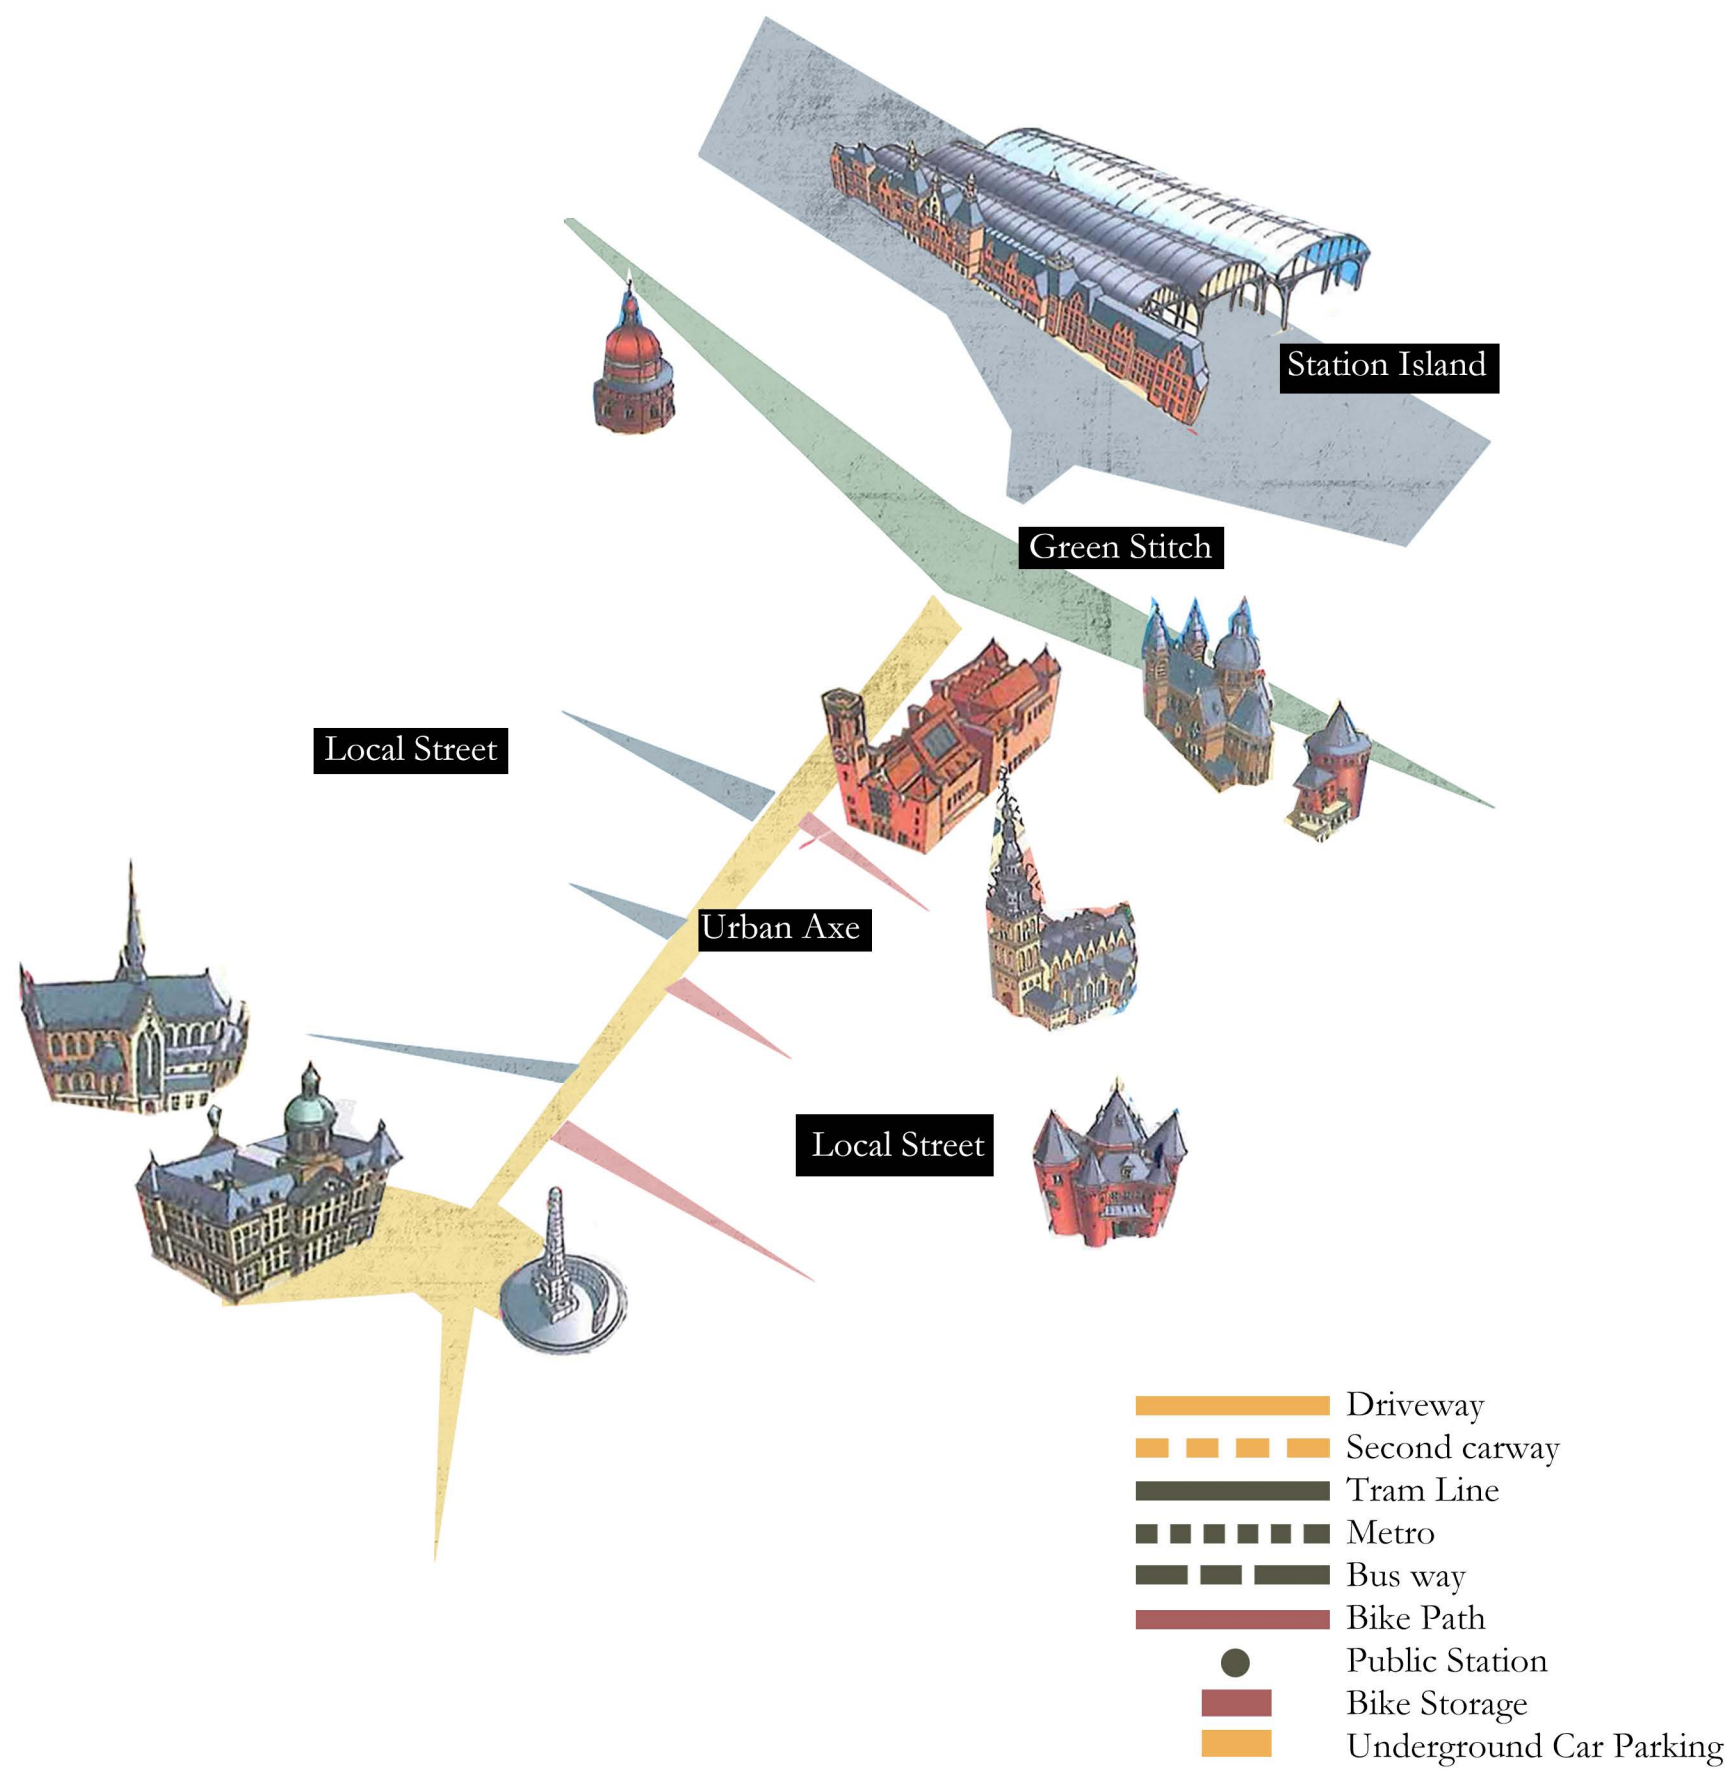 Station Island
Green Stitch
Local Street
Urban Axe
Local Street
Driveway
Second carway
Tram Line
Metro
Bus way
Bike Path
Public Station
Bike Storage
Underground Car Parking